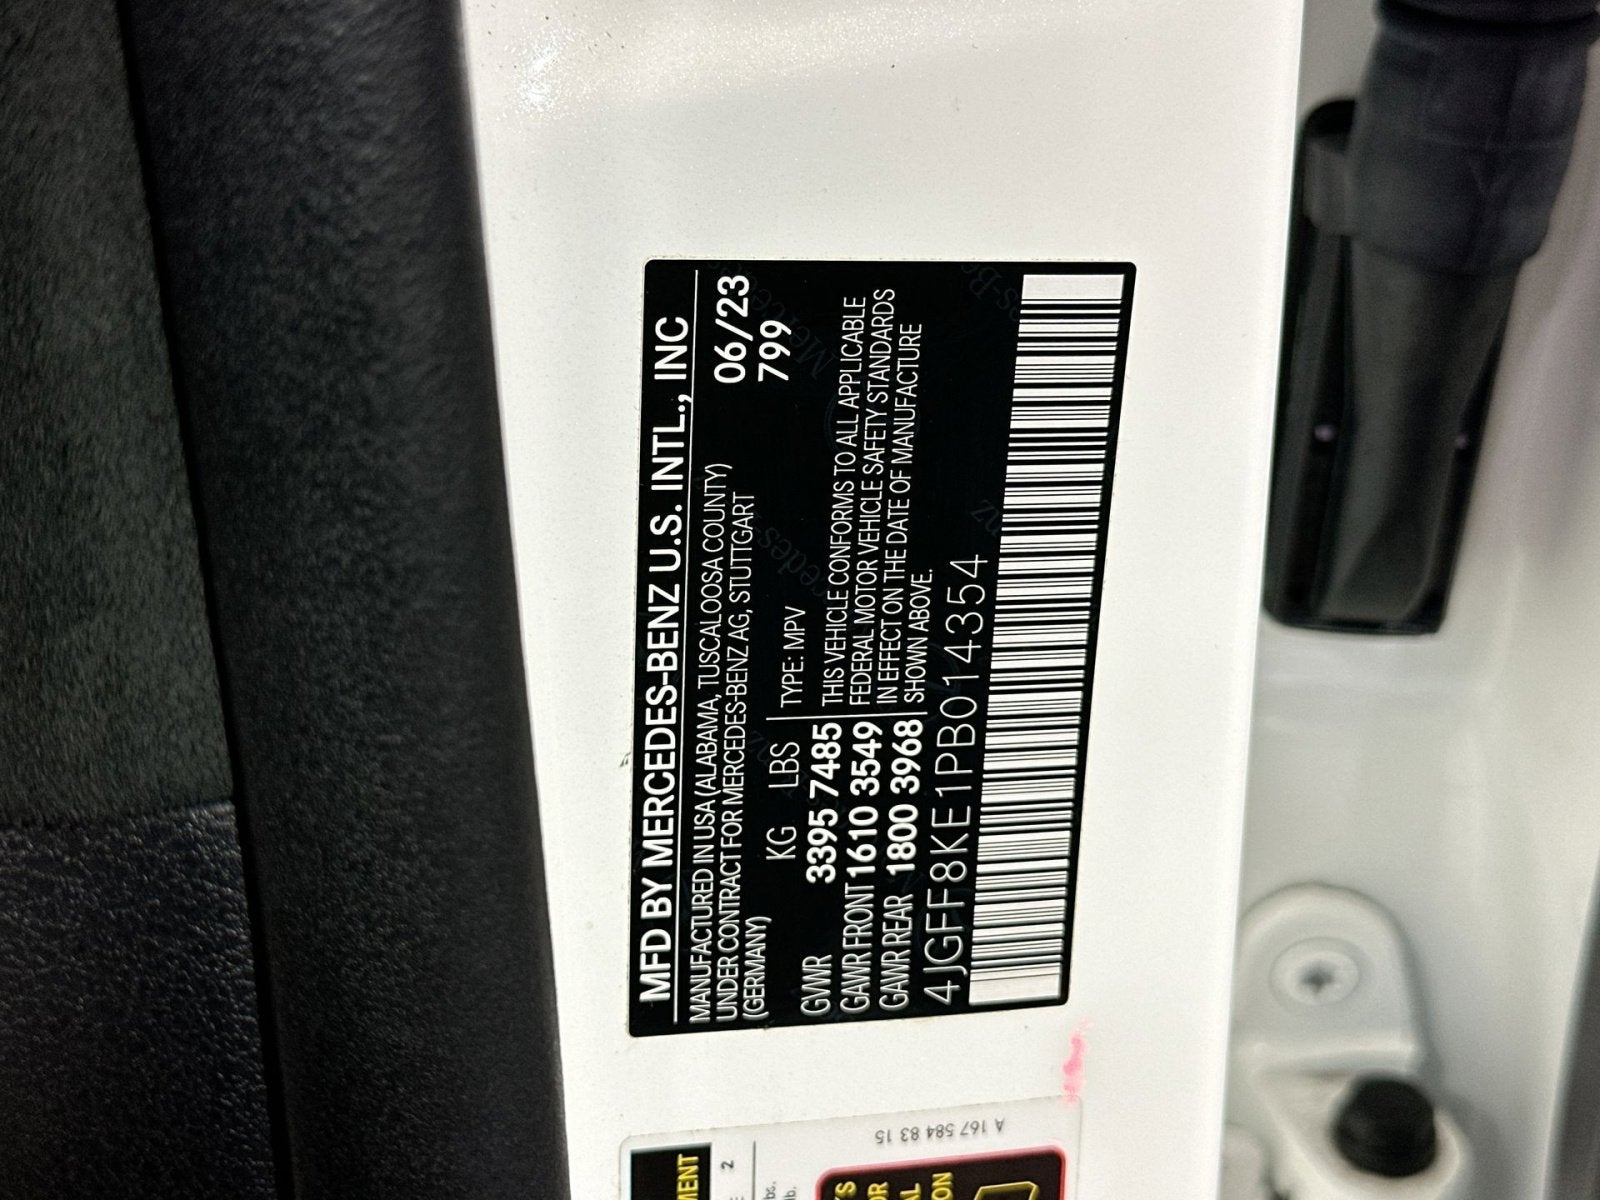 MFD BY MERCEDES-BENZ U.S. INTL., INC
MANUFACTURED IN USA (ALABAMA, TUSCALOOSA COUNTY)
UNDER CONTRACT FOR MERCEDES-BENZ AG, STUTTGART
(GERMANY)
06/23
799
KG LBS TYPE: MPV
GWWR 3395 7485
GAWR FRONT 1610 3549
GAWR REAR 1800 3968
THIS VEHICLE CONFORMS TO ALL APPLICABLE
FEDERAL MOTOR VEHICLE SAFETY STANDARDS
IN EFFECT ON THE DATE OF MANUFACTURE
SHOWN ABOVE.
4JGFF8KE1PB014354
A 167 584 83 15
MENT
2